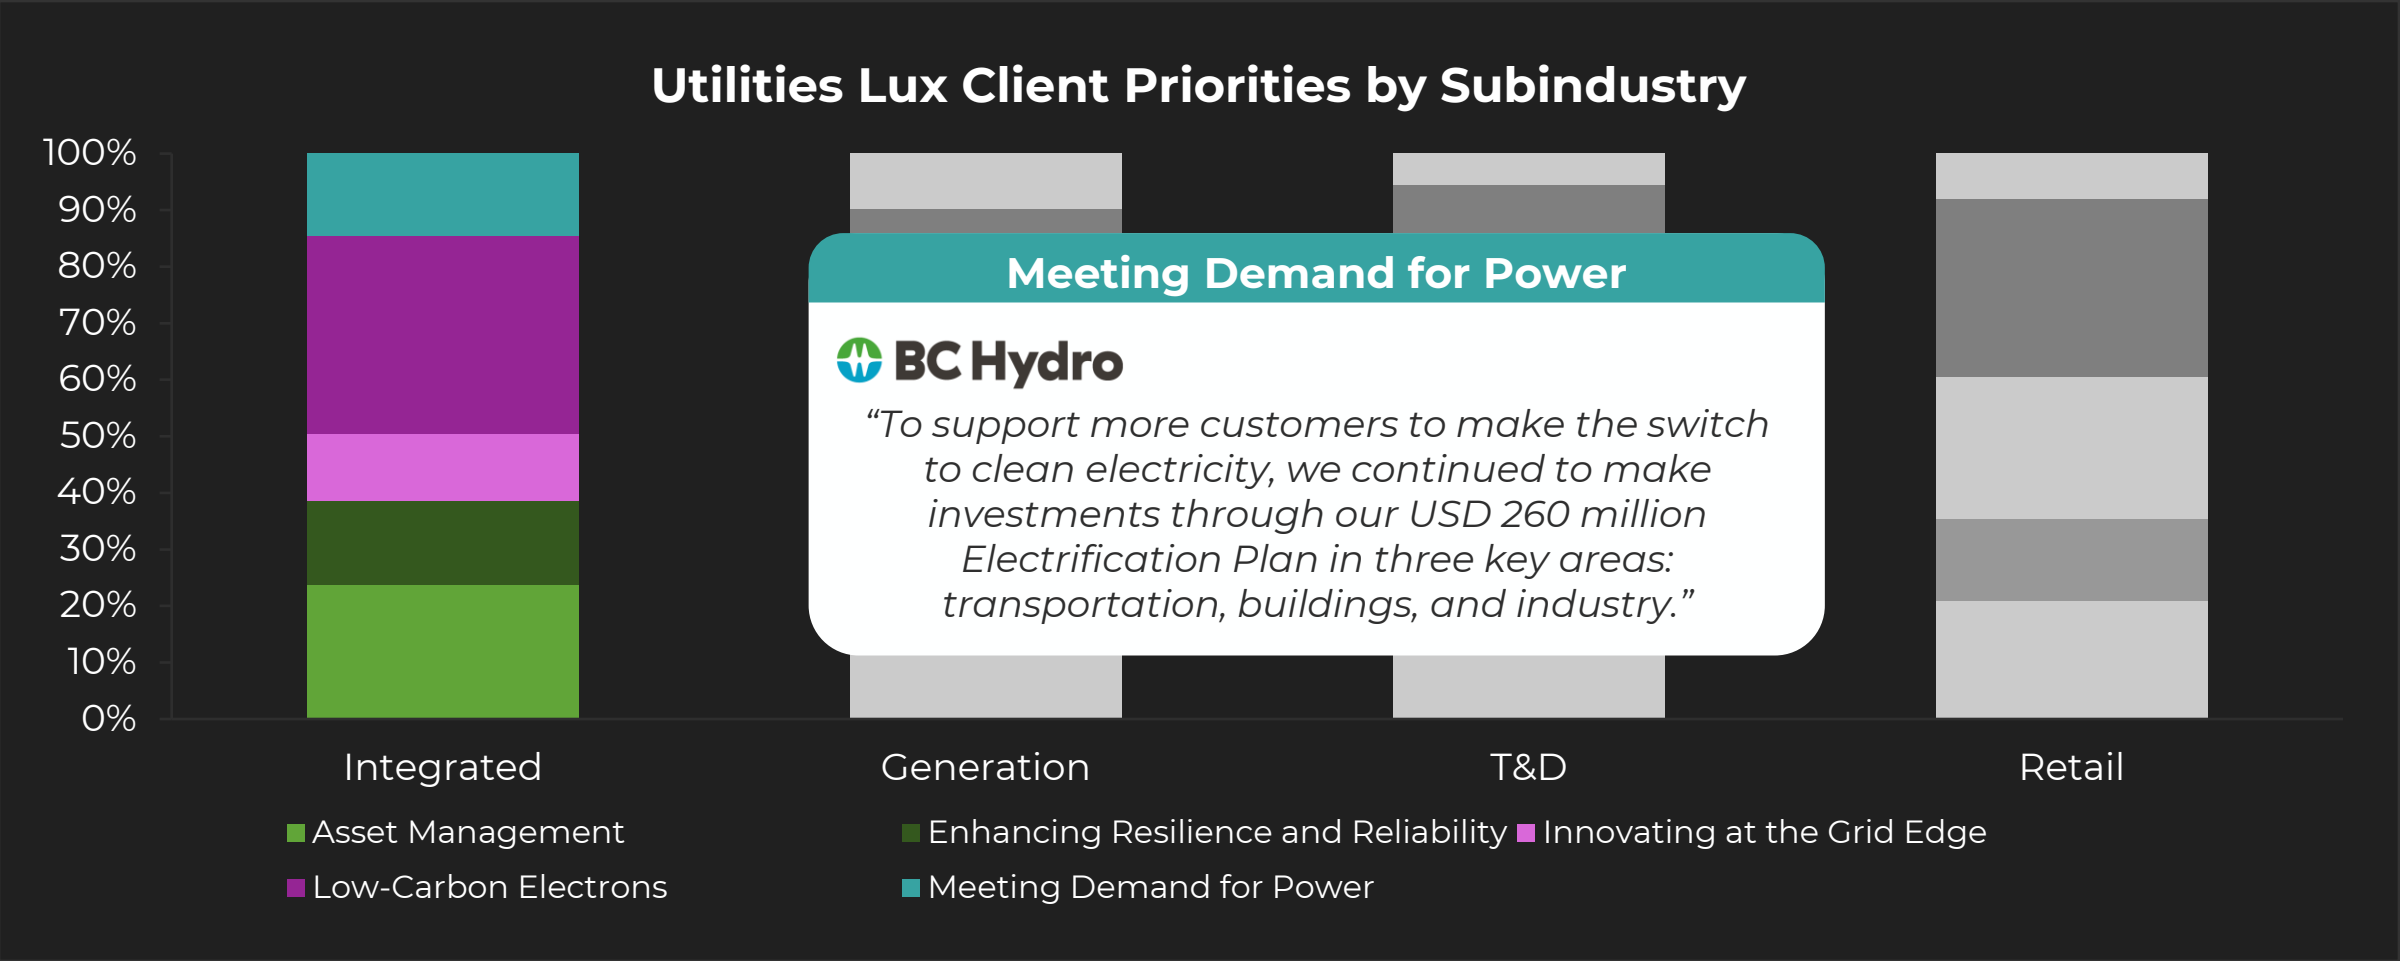 Utilities Lux Client Priorities by Subindustry
100%
90%
80%
70%
60%
50%
40%
30%
20%
10%
0%
Meeting Demand for Power
BC Hydro
“To support more customers to make the switch
to clean electricity, we continued to make
investments through our USD 260 million
Electrification Plan in three key areas:
transportation, buildings, and industry.”
Integrated
Generation
T&D
Retail
Asset Management
Enhancing Resilience and Reliability
Innovating at the Grid Edge
Low-Carbon Electrons
Meeting Demand for Power